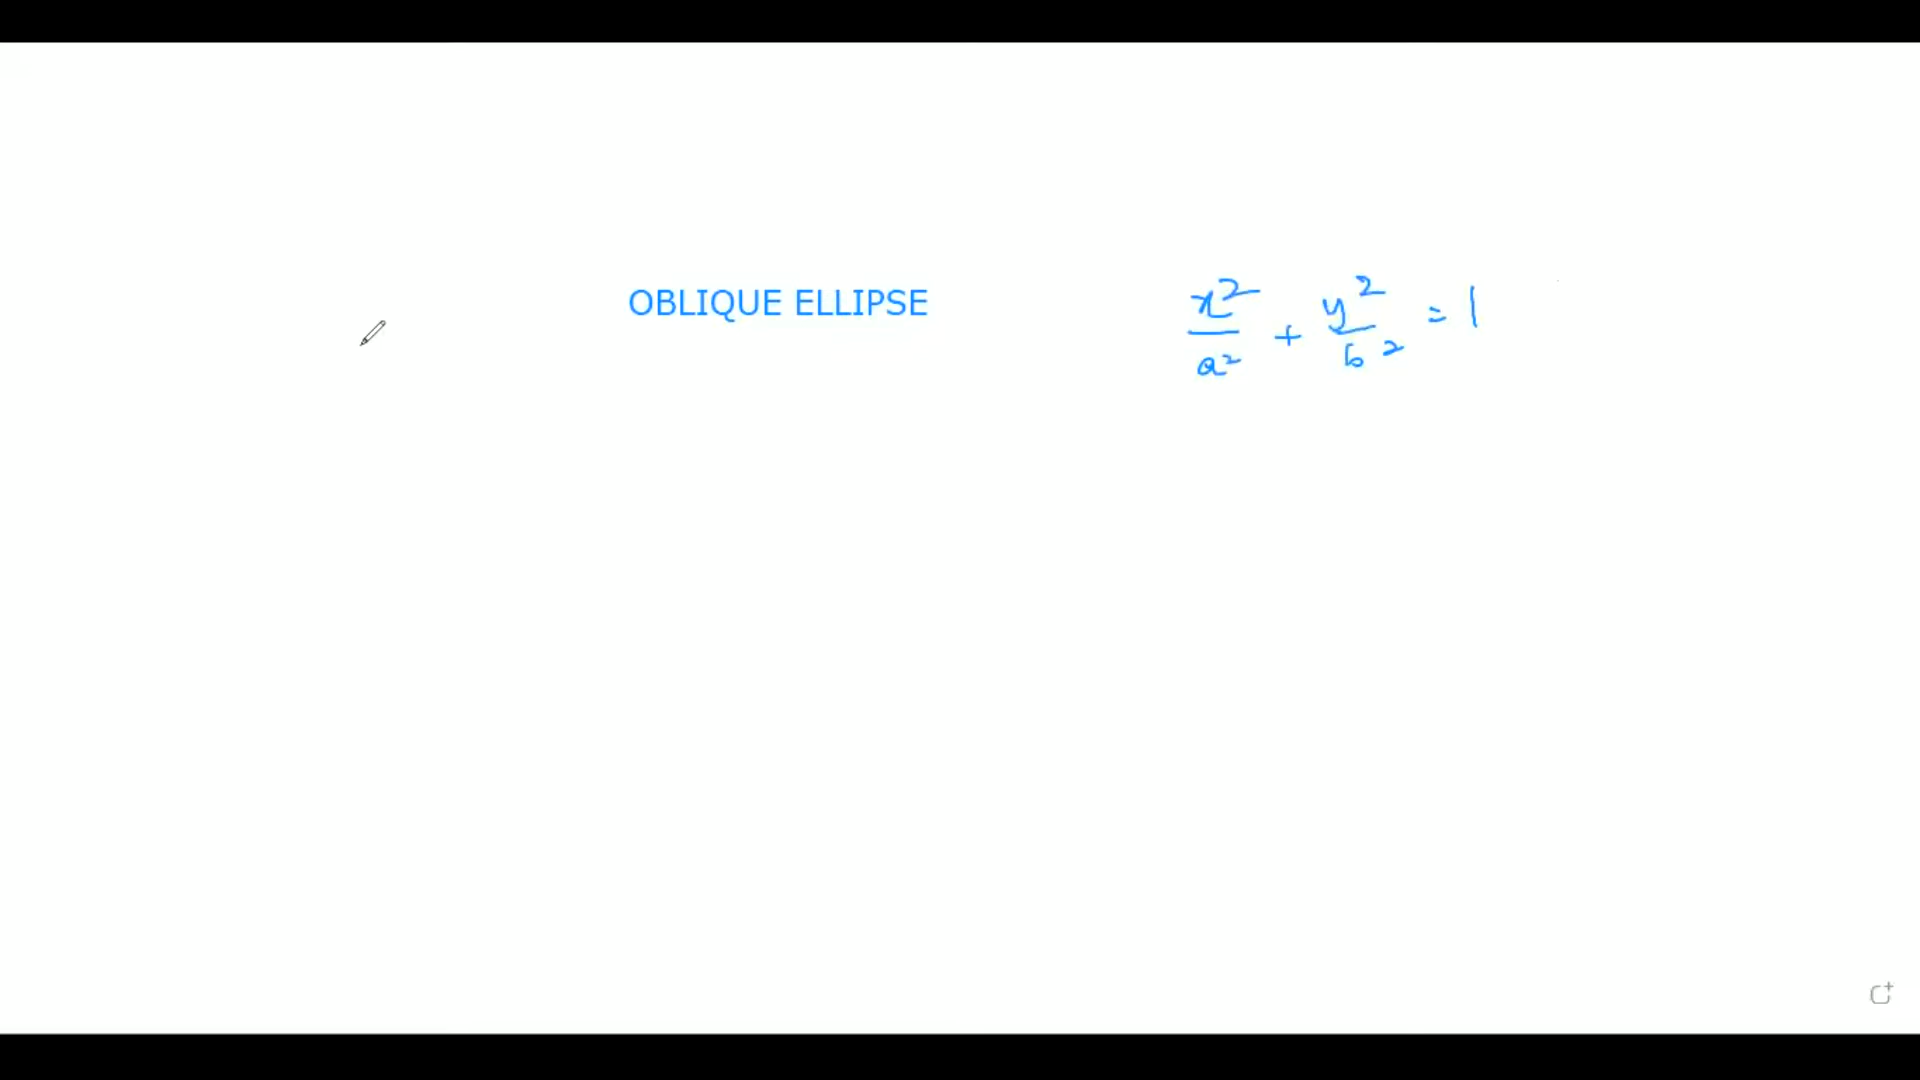 OBLIQUE ELLIPSE
x²/a² + y²/b² = 1